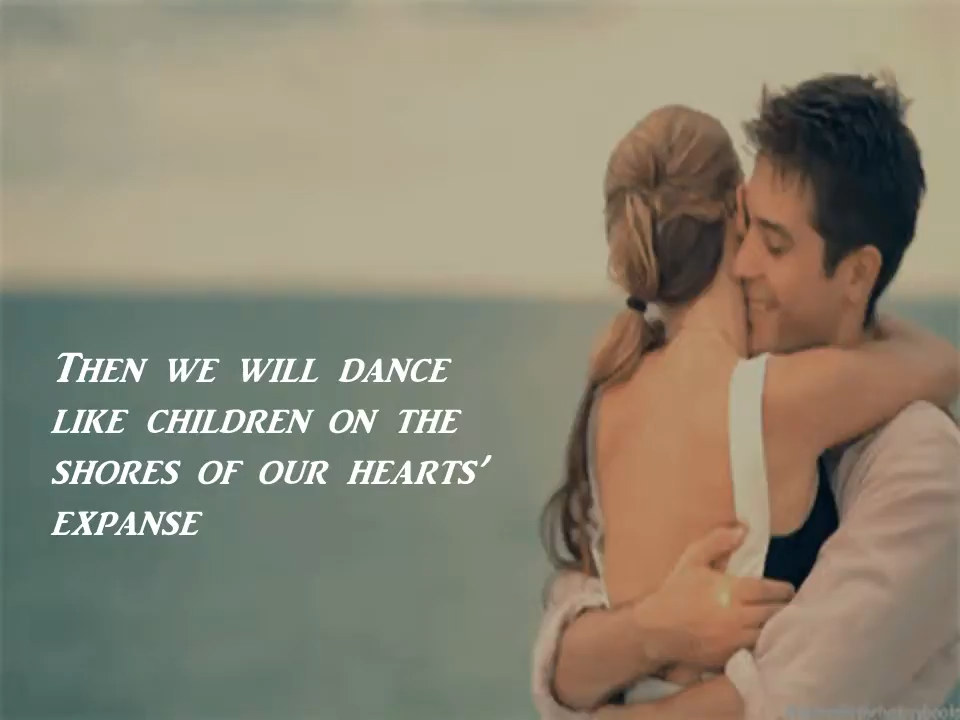 Then we will dance
like children on the
shores of our hearts'
expanse